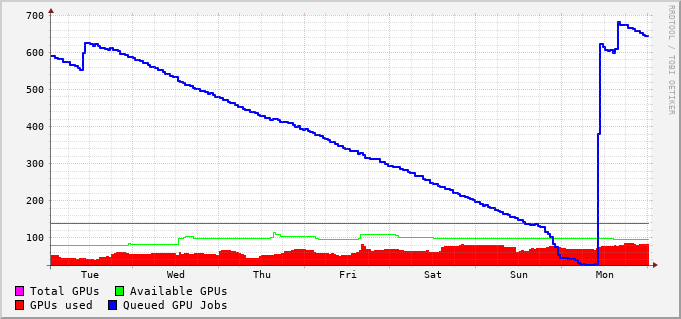 700
600
500
400
300
200
100
Tue Wed Thu Fri Sat Sun Mon
Total GPUs Available GPUs
GPUs used Queued GPU Jobs
RRDTOOL / TOBI OETIKER